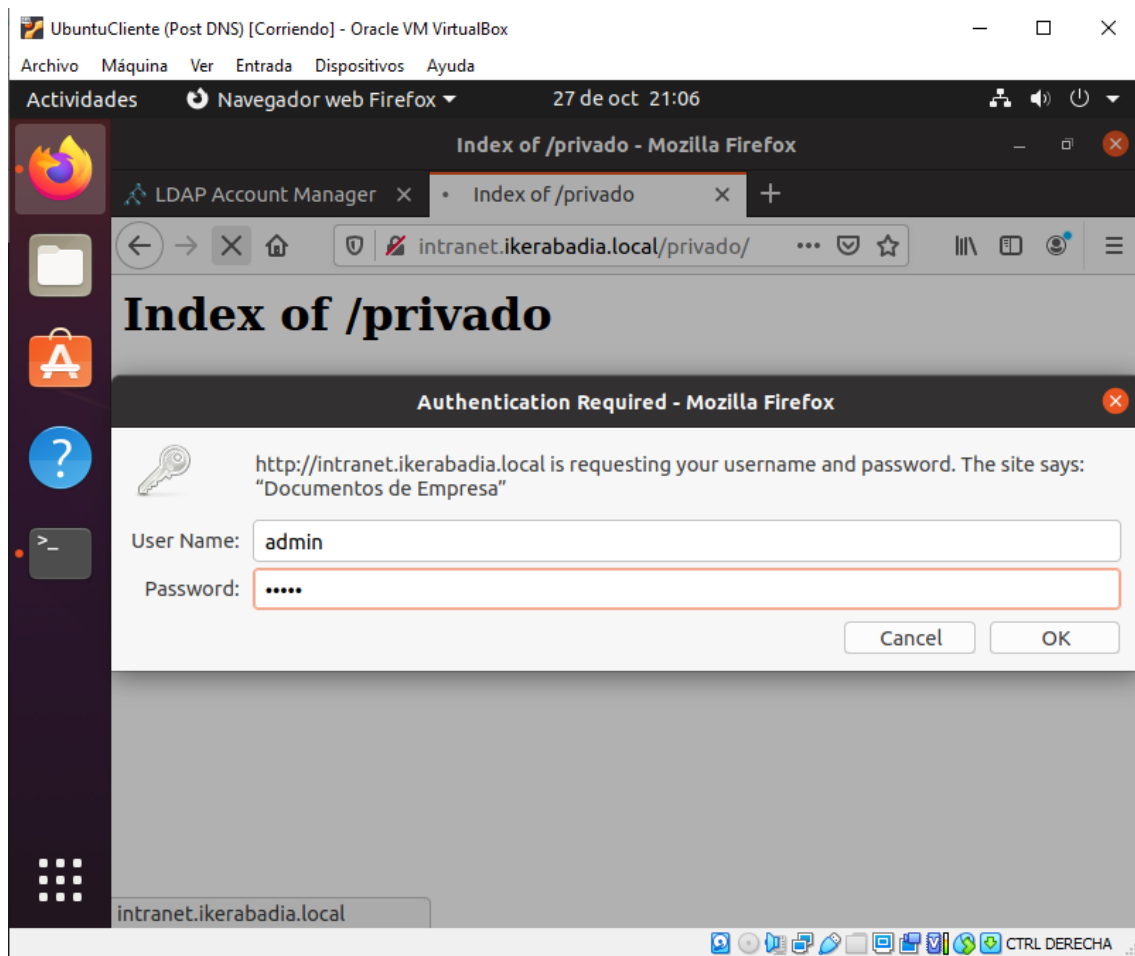 UbuntuCliente (Post DNS) [Corriendo] - Oracle VM VirtualBox
Archivo Máquina Ver Entrada Dispositivos Ayuda
Actividades Navegador web Firefox 27 de oct 21:06
Index of /privado - Mozilla Firefox
LDAP Account Manager Index of /privado
intranet.ikerabadia.local/privado/
Index of /privado
Authentication Required - Mozilla Firefox
http://intranet.ikerabadia.local is requesting your username and password. The site says:
“Documentos de Empresa”
User Name: admin
Password: •••••
Cancel OK
intranet.ikerabadia.local
CTRL DERECHA